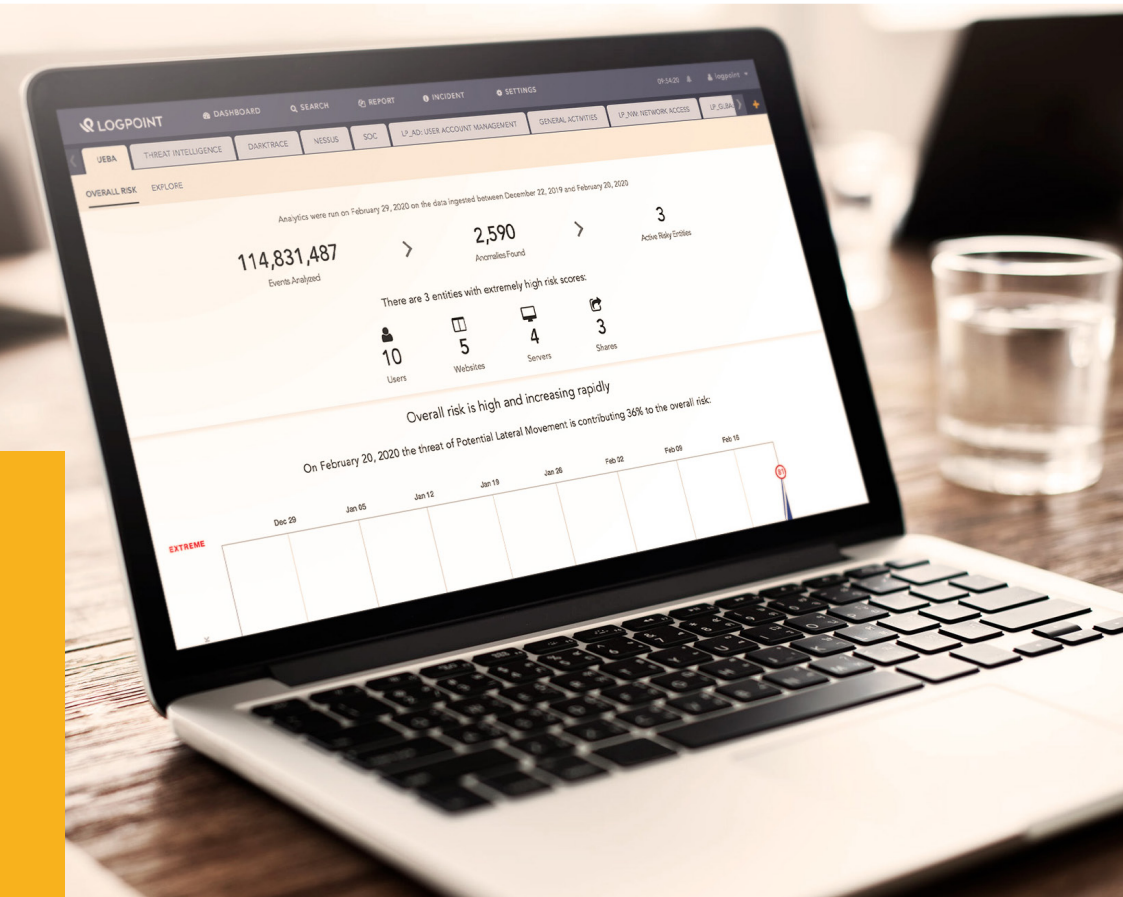 LOGPOINT
DASHBOARD
SEARCH
REPORT
INCIDENT
SETTINGS
09:54:20
logpoint
UEBA
THREAT INTELLIGENCE
DARKTRACE
NESSUS
SOC
LP_AD: USER ACCOUNT MANAGEMENT
GENERAL ACTIVITIES
LP_NW: NETWORK ACCESS
OVERALL RISK
EXPLORE
Analytics were run on February 29, 2020 on the data ingested between December 22, 2019 and February 20, 2020
114,831,487 > 2,590 > 3
Events Analyzed Anomalies Found Active Risky Entities
There are 3 entities with extremely high risk scores:
10 5 4 3
Users Websites Servers Shares
Overall risk is high and increasing rapidly
On February 20, 2020 the threat of Potential Lateral Movement is contributing 36% to the overall risk:
Dec 29 Jan 05 Jan 12 Jan 19 Jan 26 Feb 02 Feb 09 Feb 16
EXTREME